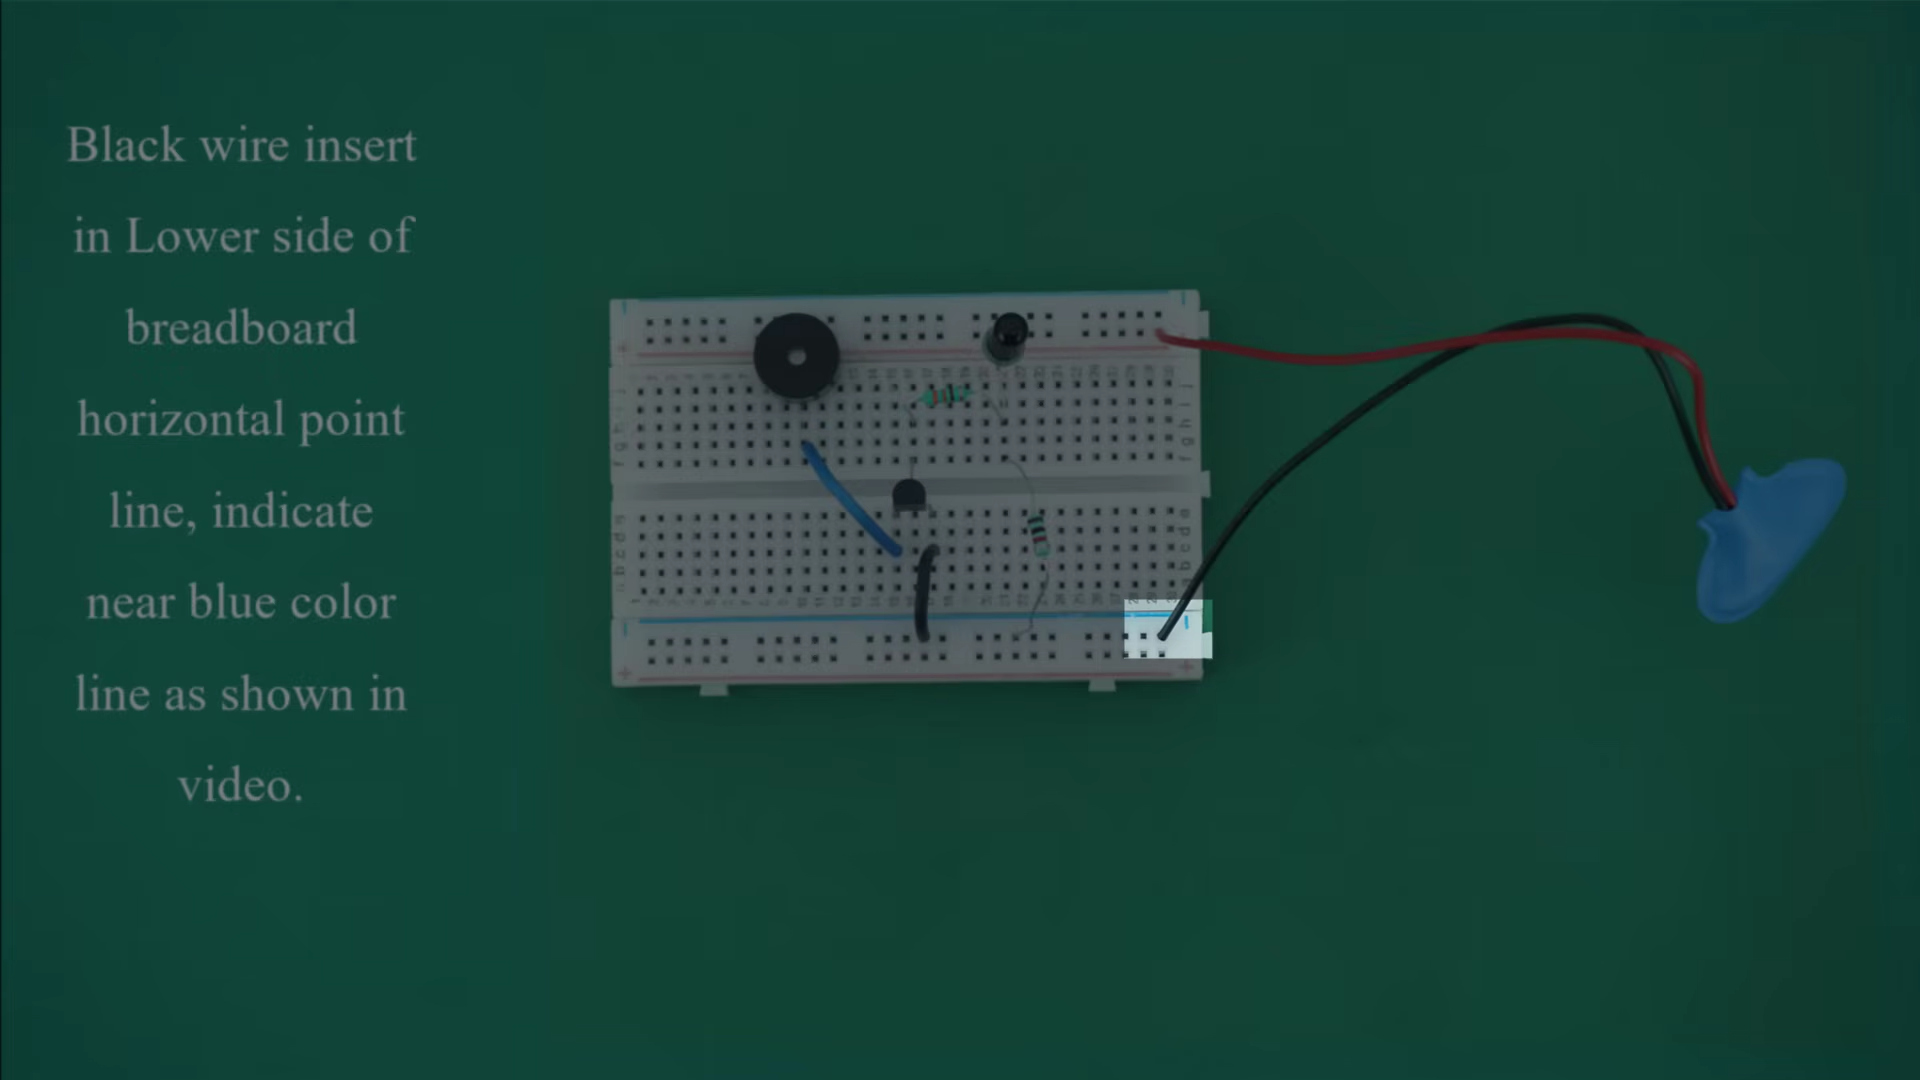 Black wire insert
in Lower side of
breadboard
horizontal point
line, indicate
near blue color
line as shown in
video.